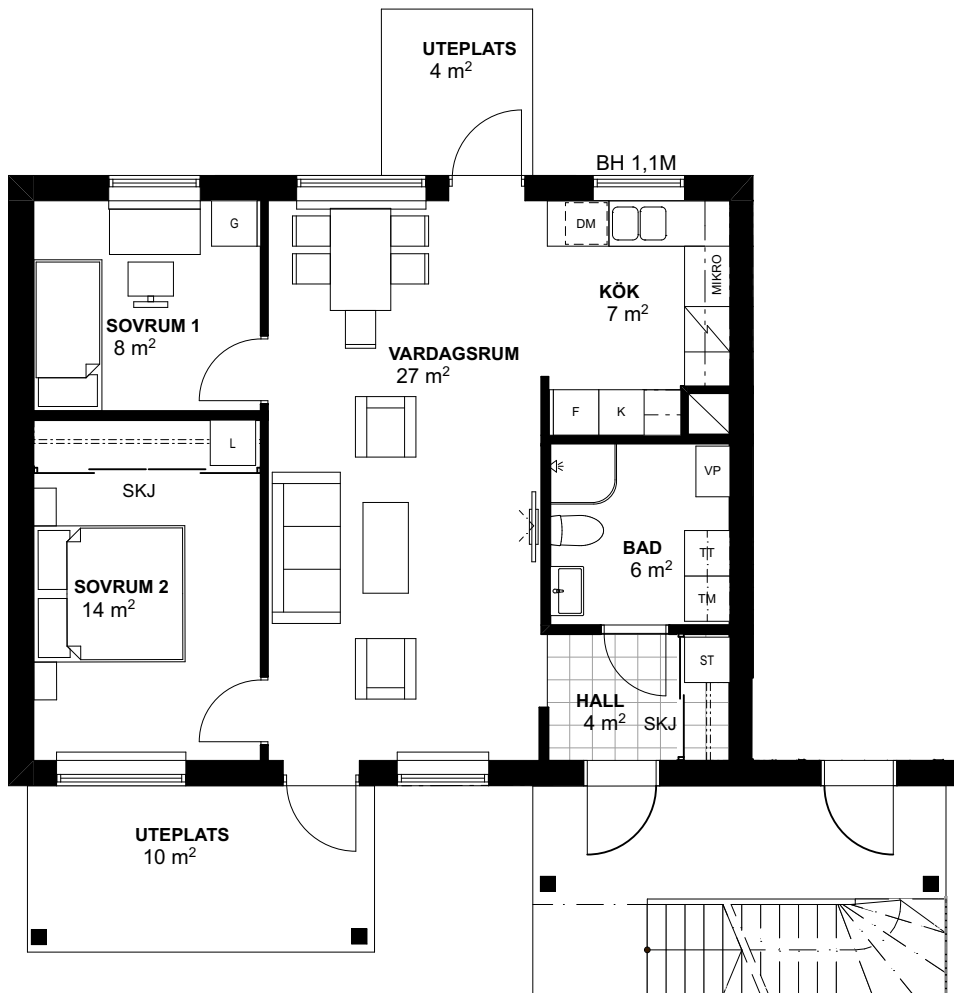 UTEPLATS
4 m²
BH 1,1M
G
DM
MIKRO
KÖK
7 m²
SOVRUM 1
8 m²
VARDAGSRUM
27 m²
F
K
L
SKJ
VP
BAD
6 m²
TT
TM
SOVRUM 2
14 m²
ST
HALL
4 m²
SKJ
UTEPLATS
10 m²